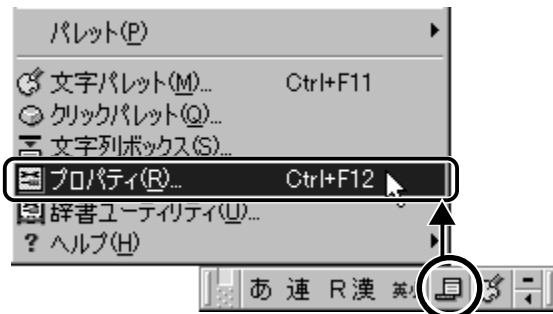 パレット(P)
文字パレット(M)... Ctrl+F11
クリックパレット(Q)...
文字列ボックス(S)...
プロパティ(R)... Ctrl+F12
辞書ユーティリティ(U)...
? ヘルプ(H)
あ 連 R漢 英小